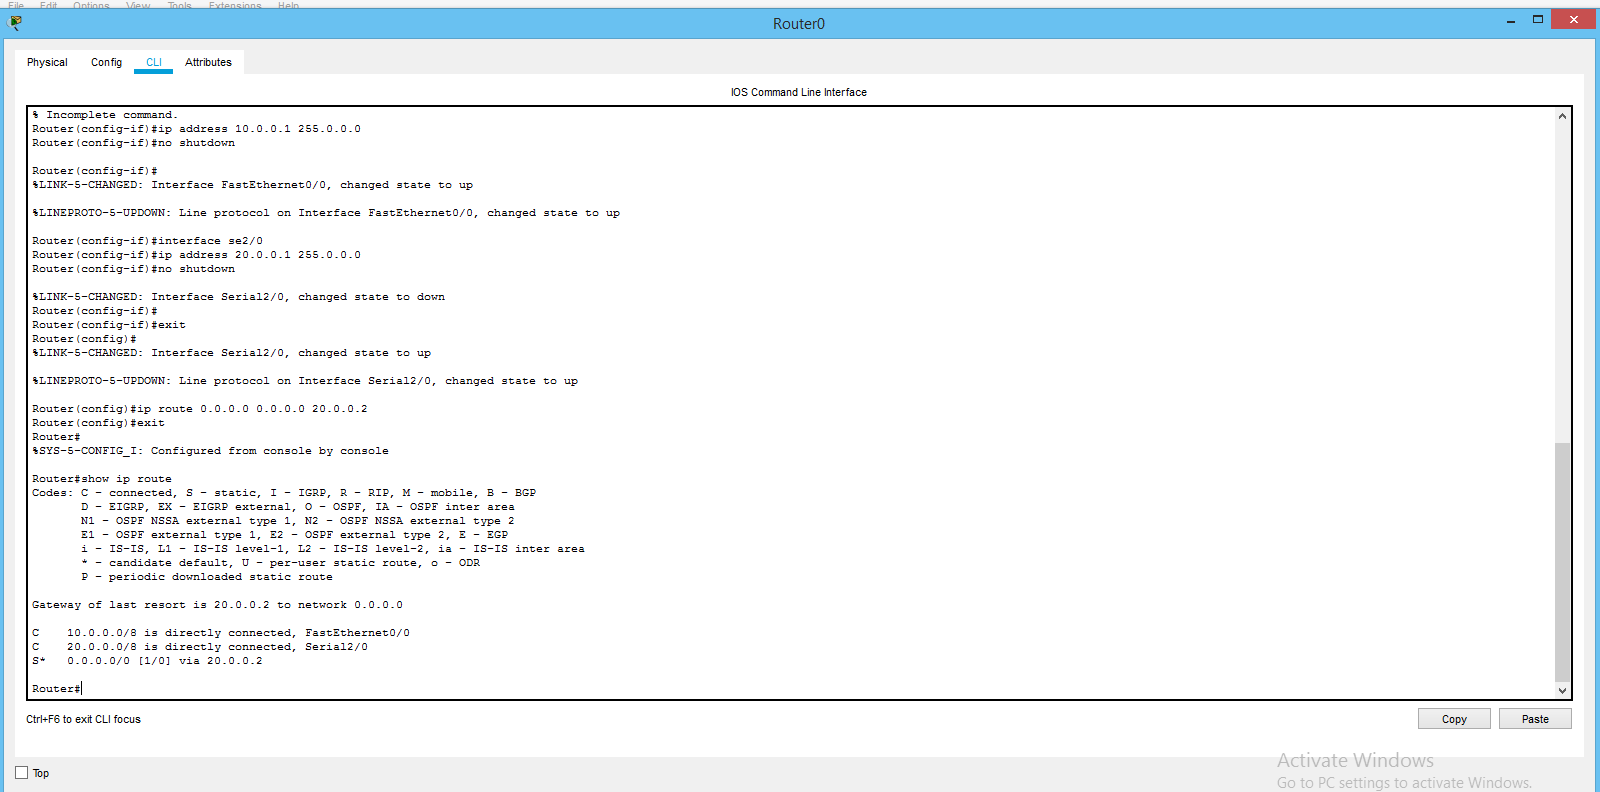 File Edit Options View Tools Extensions Help
Router0
Physical Config CLI Attributes
IOS Command Line Interface
% Incomplete command.
Router(config-if)#ip address 10.0.0.1 255.0.0.0
Router(config-if)#no shutdown
Router(config-if)#
%LINK-5-CHANGED: Interface FastEthernet0/0, changed state to up
%LINEPROTO-5-UPDOWN: Line protocol on Interface FastEthernet0/0, changed state to up
Router(config-if)#interface se2/0
Router(config-if)#ip address 20.0.0.1 255.0.0.0
Router(config-if)#no shutdown
%LINK-5-CHANGED: Interface Serial2/0, changed state to down
Router(config-if)#
Router(config-if)#exit
Router(config)#
%LINK-5-CHANGED: Interface Serial2/0, changed state to up
%LINEPROTO-5-UPDOWN: Line protocol on Interface Serial2/0, changed state to up
Router(config)#ip route 0.0.0.0 0.0.0.0 20.0.0.2
Router(config)#exit
Router#
%SYS-5-CONFIG_I: Configured from console by console
Router#show ip route
Codes: C - connected, S - static, I - IGRP, R - RIP, M - mobile, B - BGP
D - EIGRP, EX - EIGRP external, O - OSPF, IA - OSPF inter area
N1 - OSPF NSSA external type 1, N2 - OSPF NSSA external type 2
E1 - OSPF external type 1, E2 - OSPF external type 2, E - EGP
i - IS-IS, L1 - IS-IS level-1, L2 - IS-IS level-2, ia - IS-IS inter area
* - candidate default, U - per-user static route, o - ODR
P - periodic downloaded static route
Gateway of last resort is 20.0.0.2 to network 0.0.0.0
C 10.0.0.0/8 is directly connected, FastEthernet0/0
C 20.0.0.0/8 is directly connected, Serial2/0
S* 0.0.0.0/0 [1/0] via 20.0.0.2
Router#
Ctrl+F6 to exit CLI focus
Copy Paste
Activate Windows
Go to PC settings to activate Windows.
Top